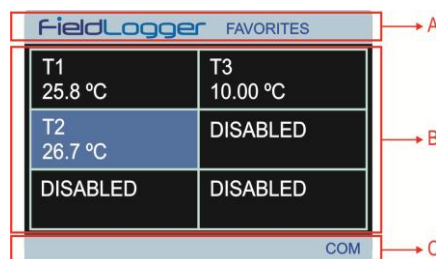 FieldLogger FAVORITES
A
T1
25.8 ºC
T3
10.00 ºC
T2
26.7 ºC
DISABLED
B
DISABLED
DISABLED
COM
C